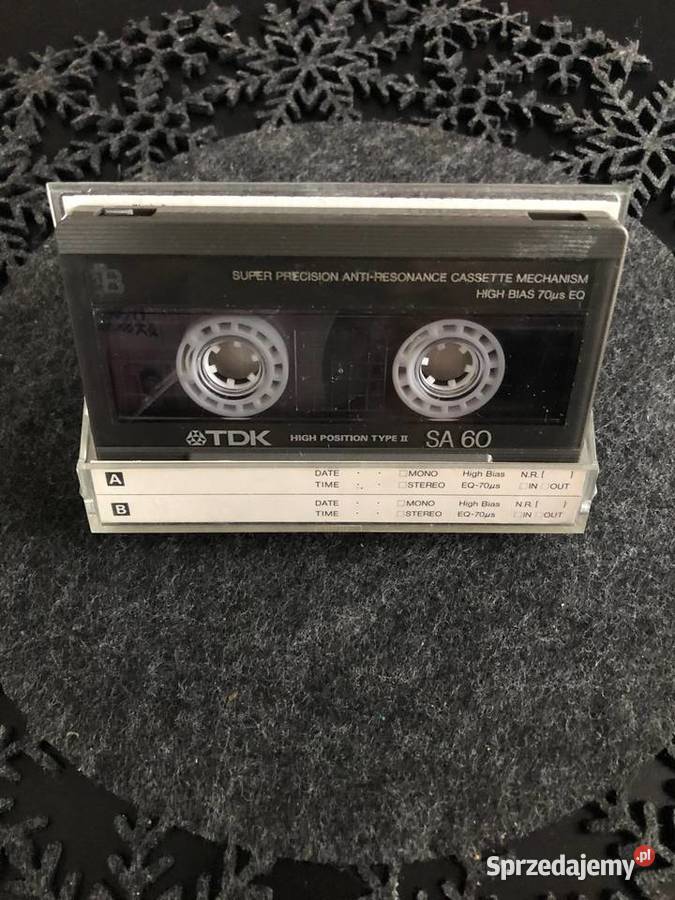 B
SUPER PRECISION ANTI-RESONANCE CASSETTE MECHANISM
HIGH BIAS 70µs EQ
TDK HIGH POSITION TYPE II SA 60
A DATE · · □MONO High Bias N.R.[ ]
TIME · · □STEREO EQ-70µs □IN □OUT
B DATE · · □MONO High Bias N.R.[ ]
TIME · · □STEREO EQ-70µs □IN □OUT
Sprzedajemy.pl